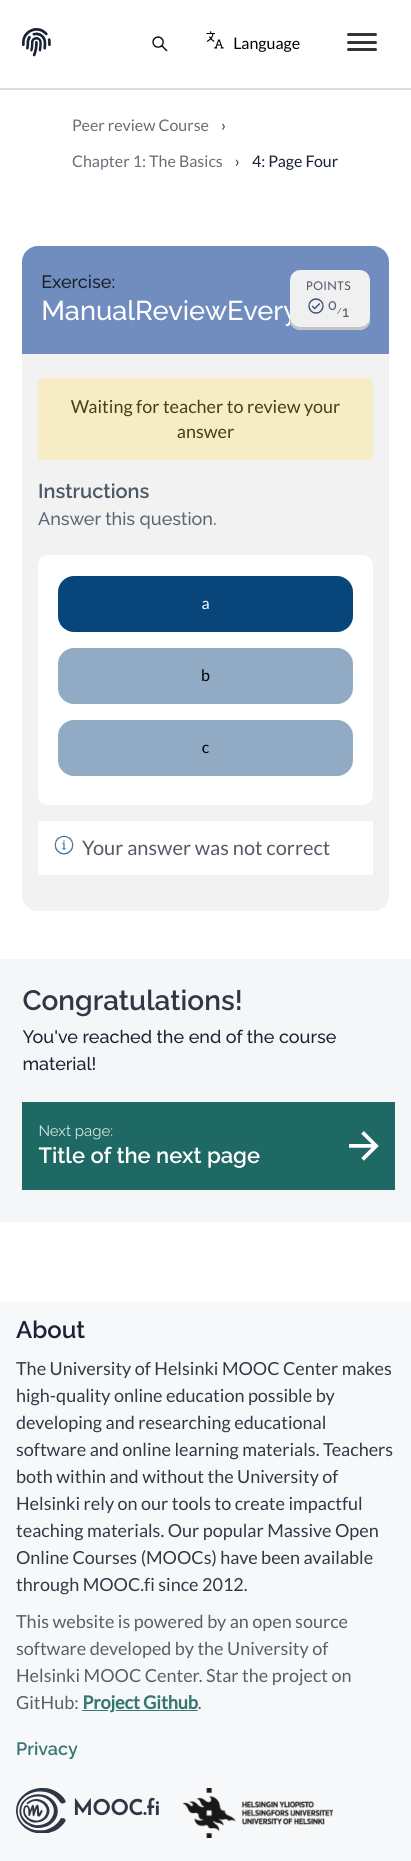 Language
Peer review Course ›
Chapter 1: The Basics › 4: Page Four
Exercise:
ManualReviewEvery
POINTS
0/1
Waiting for teacher to review your
answer
Instructions
Answer this question.
a
b
c
Your answer was not correct
Congratulations!
You've reached the end of the course
material!
Next page:
Title of the next page
About
The University of Helsinki MOOC Center makes
high-quality online education possible by
developing and researching educational
software and online learning materials. Teachers
both within and without the University of
Helsinki rely on our tools to create impactful
teaching materials. Our popular Massive Open
Online Courses (MOOCs) have been available
through MOOC.fi since 2012.
This website is powered by an open source
software developed by the University of
Helsinki MOOC Center. Star the project on
GitHub: Project Github.
Privacy
MOOC.fi
HELSINGIN YLIOPISTO
HELSINGFORS UNIVERSITET
UNIVERSITY OF HELSINKI